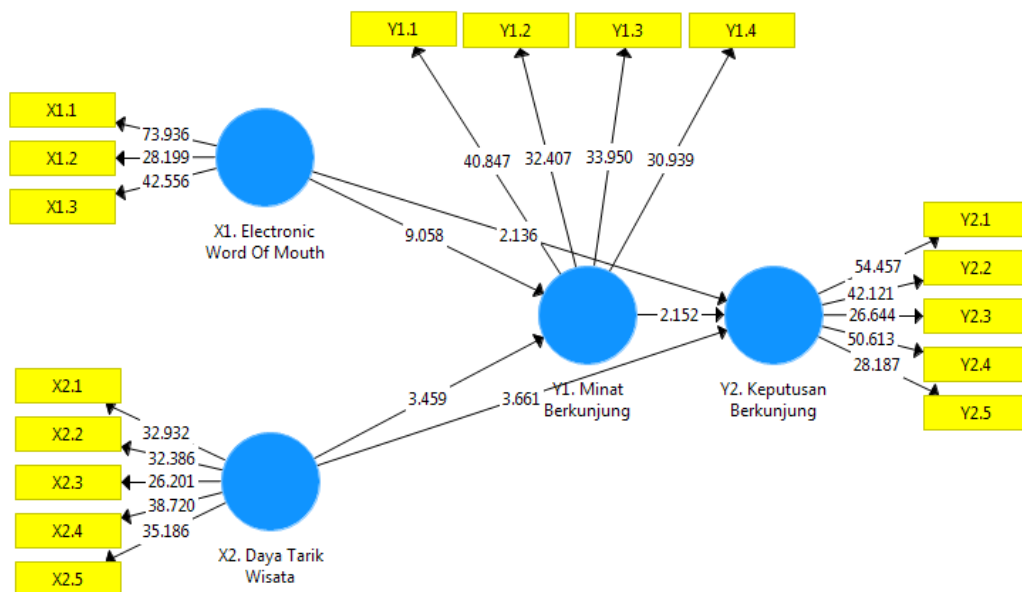 Y1.1
Y1.2
Y1.3
Y1.4
X1.1
X1.2
X1.3
73.936
28.199
42.556
40.847
32.407
33.950
30.939
X1. Electronic
Word Of Mouth
9.058
2.136
Y2.1
Y2.2
Y2.3
Y2.4
Y2.5
54.457
42.121
26.644
50.613
28.187
2.152
Y1. Minat
Berkunjung
Y2. Keputusan
Berkunjung
3.459
3.661
X2.1
X2.2
X2.3
X2.4
X2.5
32.932
32.386
26.201
38.720
35.186
X2. Daya Tarik
Wisata